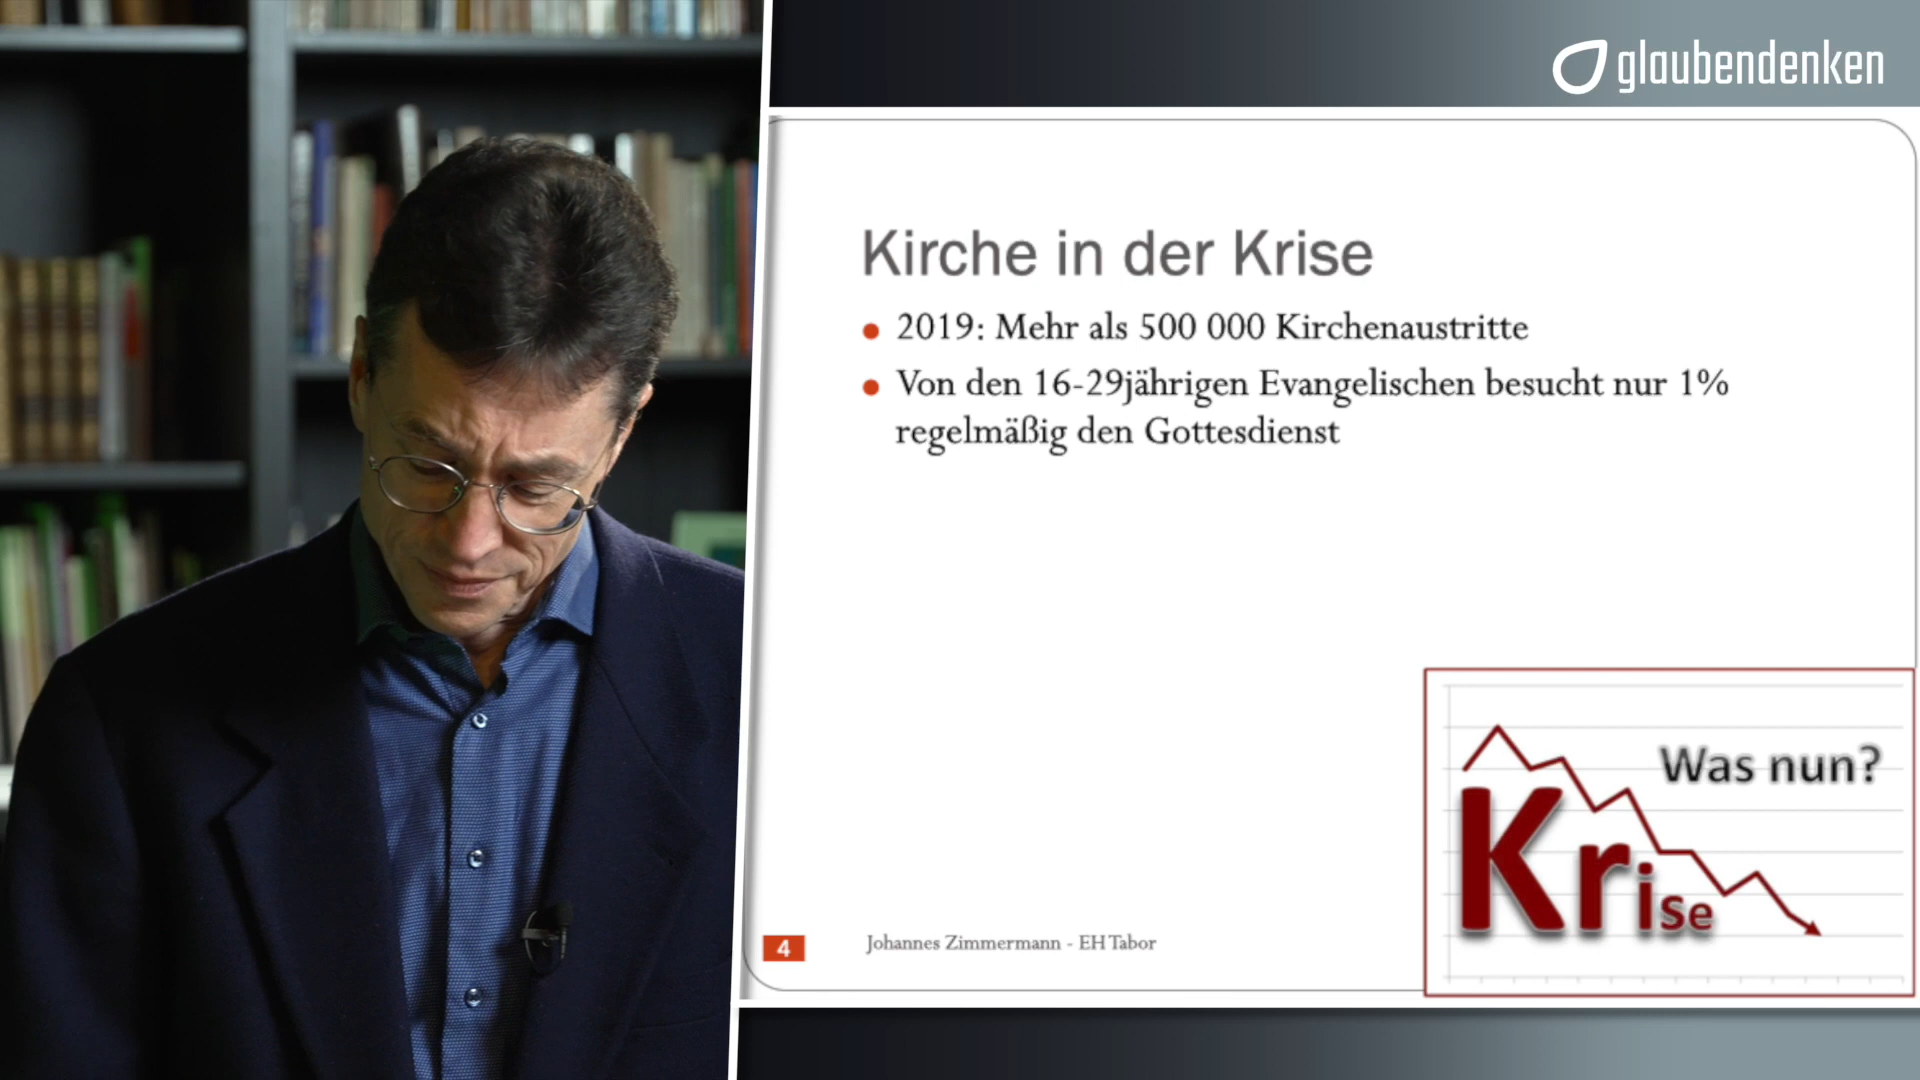 glaubendenken
Kirche in der Krise
2019: Mehr als 500 000 Kirchenaustritte
Von den 16-29jährigen Evangelischen besucht nur 1%
regelmäßig den Gottesdienst
Was nun?
Krise
4
Johannes Zimmermann - EH Tabor